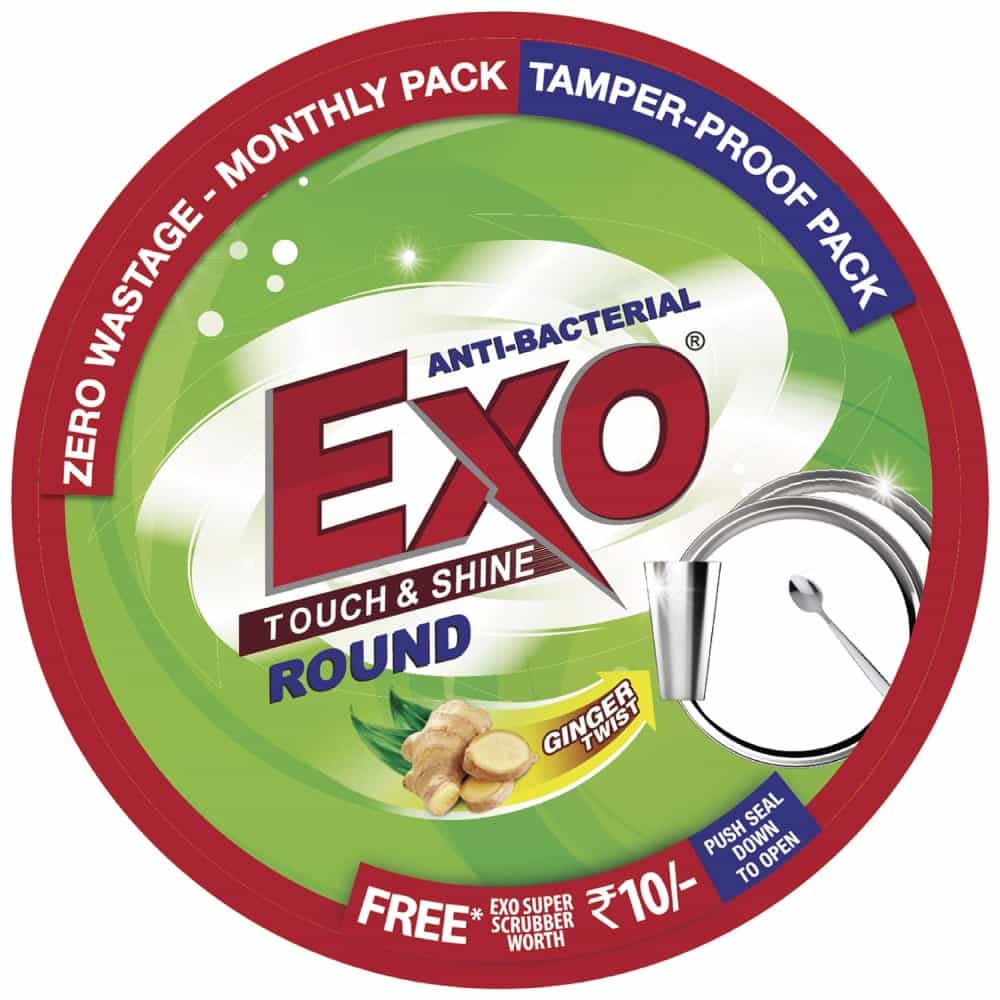 ZERO WASTAGE - MONTHLY PACK
TAMPER-PROOF PACK
ANTI-BACTERIAL
EXO®
TOUCH & SHINE
ROUND
GINGER
TWIST
PUSH SEAL
DOWN
TO OPEN
FREE*
EXO SUPER
SCRUBBER
WORTH
₹10/-